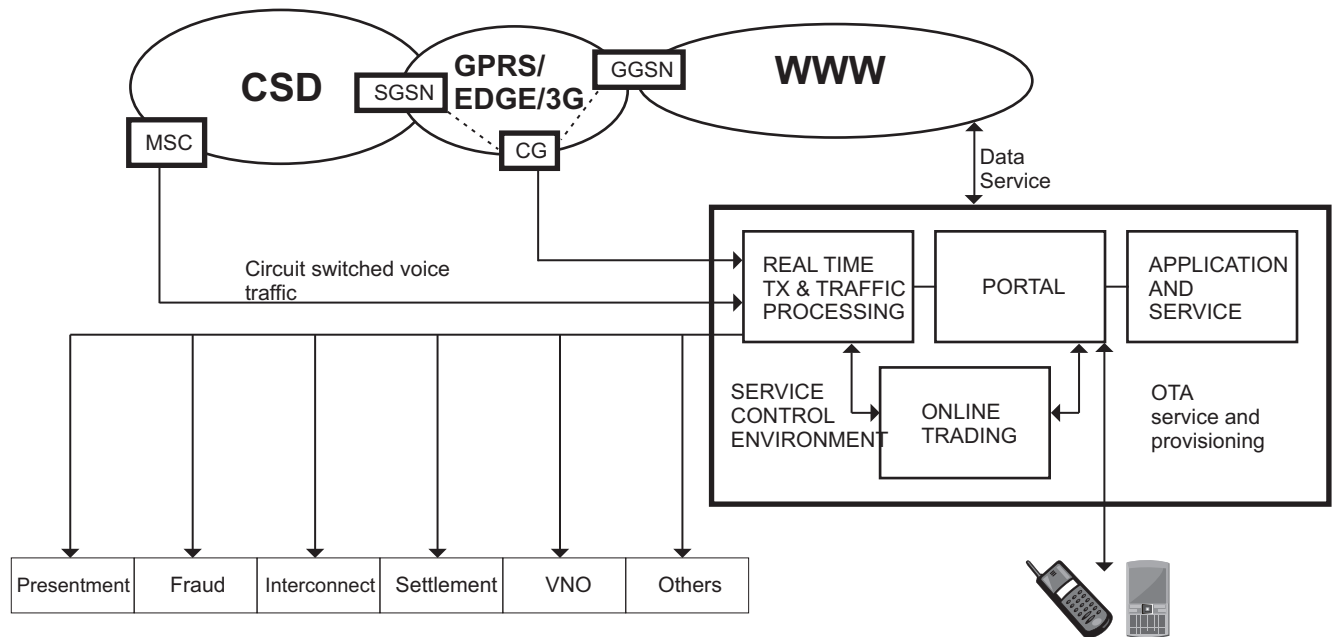 CSD
GPRS/
EDGE/3G
WWW
SGSN
GGSN
MSC
CG
Data
Service
Circuit switched voice
traffic
REAL TIME
TX & TRAFFIC
PROCESSING
PORTAL
APPLICATION
AND
SERVICE
SERVICE
CONTROL
ENVIRONMENT
ONLINE
TRADING
OTA
service and
provisioning
Presentment
Fraud
Interconnect
Settlement
VNO
Others